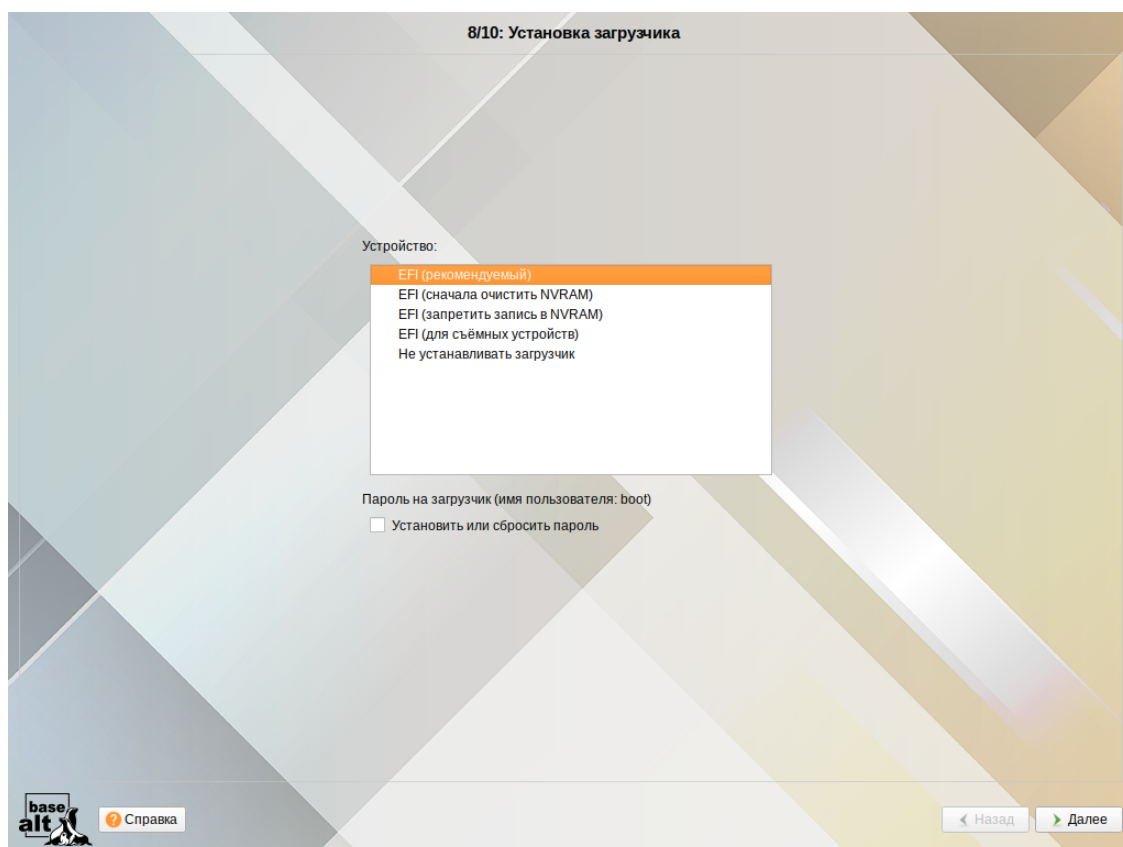 8/10: Установка загрузчика
Устройство:
EFI (рекомендуемый)
EFI (сначала очистить NVRAM)
EFI (запретить запись в NVRAM)
EFI (для съёмных устройств)
Не устанавливать загрузчик
Пароль на загрузчик (имя пользователя: boot)
Установить или сбросить пароль
base
alt
Справка
Назад
Далее